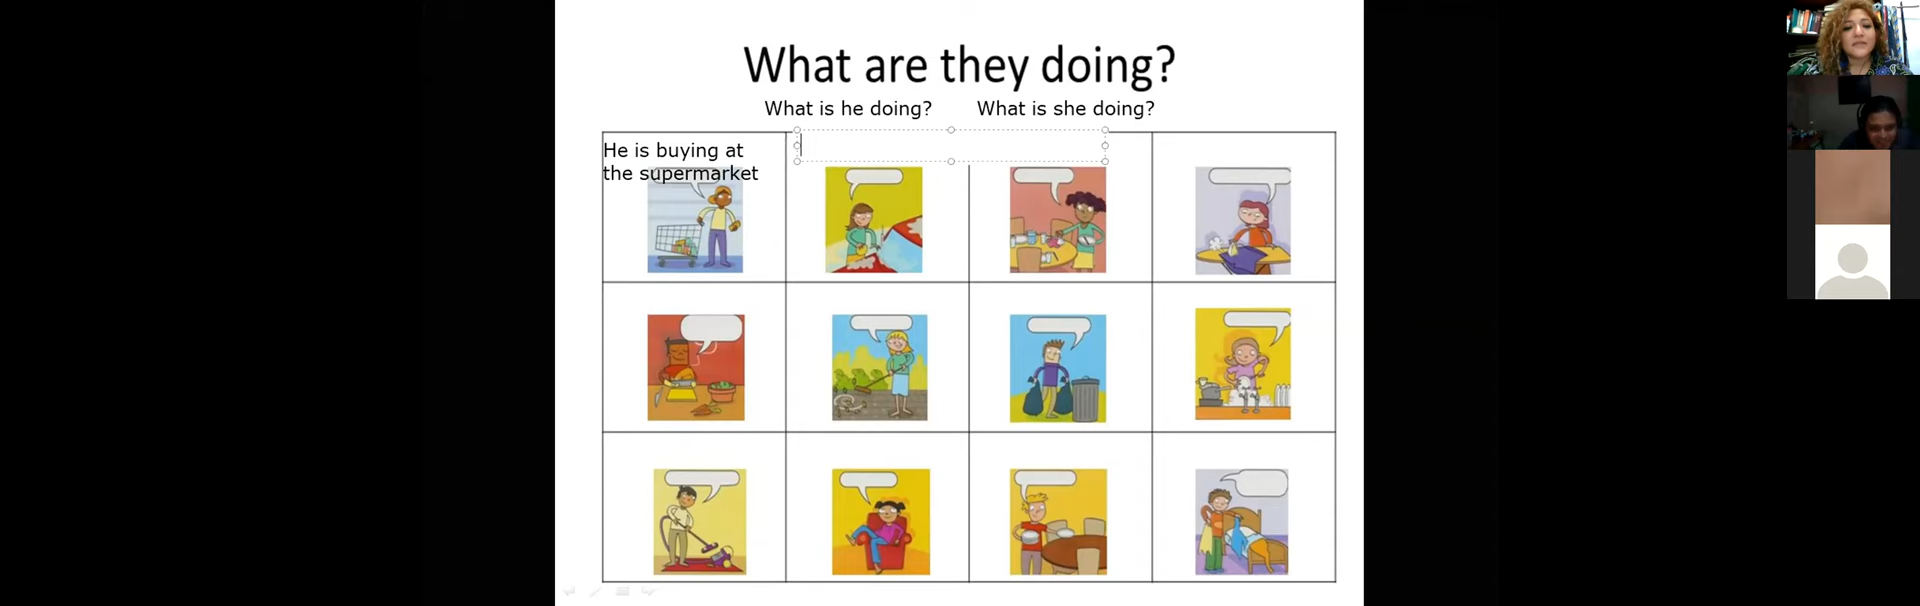 What are they doing?
What is he doing? What is she doing?
He is buying at
the supermarket